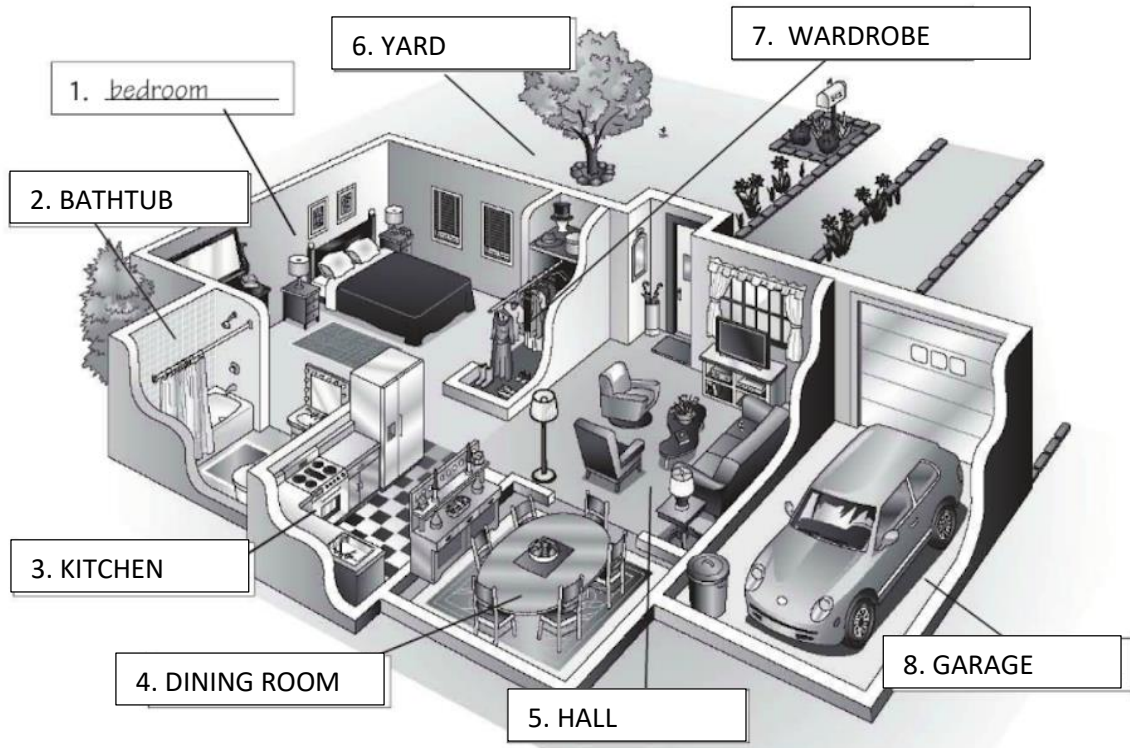 6. YARD
7. WARDROBE
1. bedroom
2. BATHTUB
3. KITCHEN
4. DINING ROOM
5. HALL
8. GARAGE